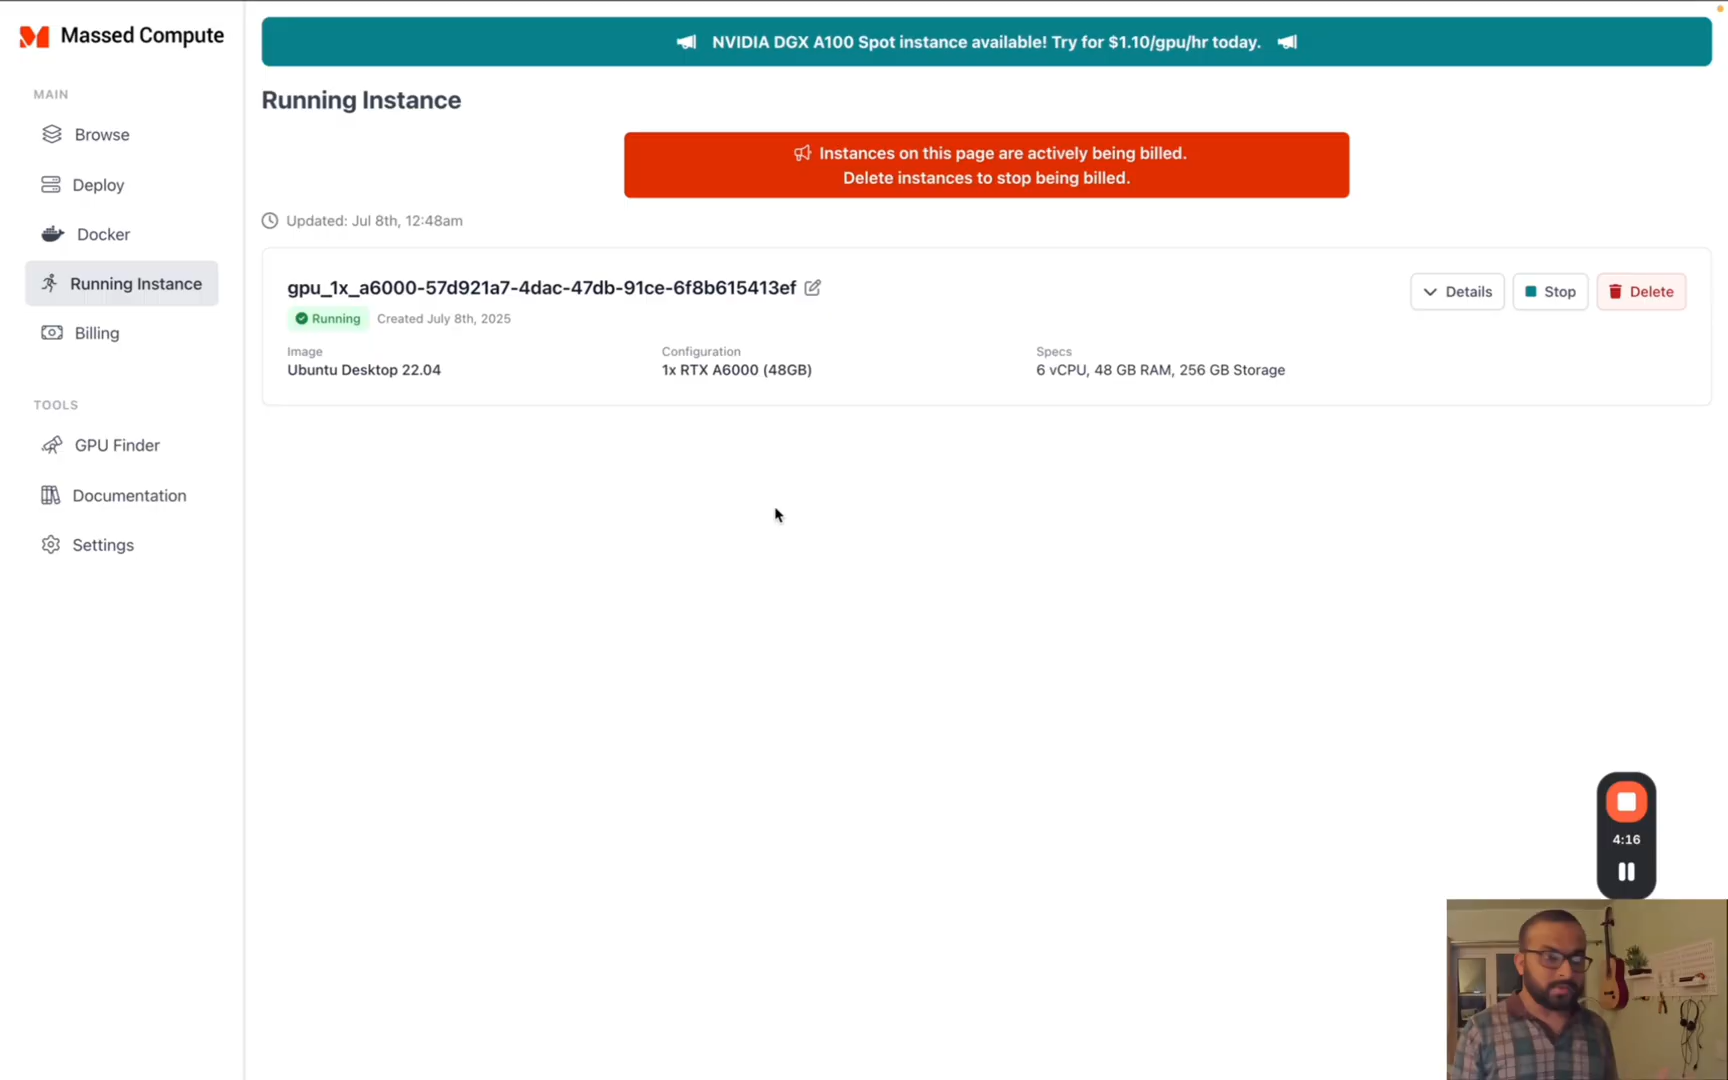 Massed Compute
MAIN
Browse
Deploy
Docker
Running Instance
Billing
TOOLS
GPU Finder
Documentation
Settings
NVIDIA DGX A100 Spot instance available! Try for $1.10/gpu/hr today.
Running Instance
Instances on this page are actively being billed.
Delete instances to stop being billed.
Updated: Jul 8th, 12:48am
gpu_1x_a6000-57d921a7-4dac-47db-91ce-6f8b615413ef
Details
Stop
Delete
Running
Created July 8th, 2025
Image
Ubuntu Desktop 22.04
Configuration
1x RTX A6000 (48GB)
Specs
6 vCPU, 48 GB RAM, 256 GB Storage
4:16